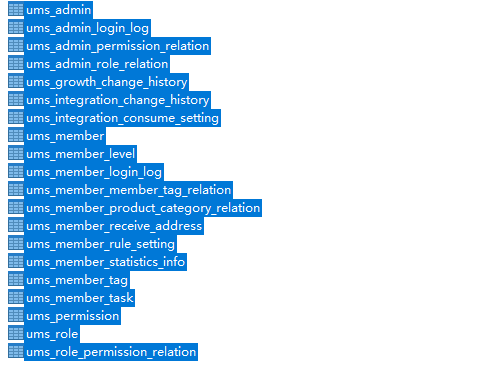 ums_admin
ums_admin_login_log
ums_admin_permission_relation
ums_admin_role_relation
ums_growth_change_history
ums_integration_change_history
ums_integration_consume_setting
ums_member
ums_member_level
ums_member_login_log
ums_member_member_tag_relation
ums_member_product_category_relation
ums_member_receive_address
ums_member_rule_setting
ums_member_statistics_info
ums_member_tag
ums_member_task
ums_permission
ums_role
ums_role_permission_relation